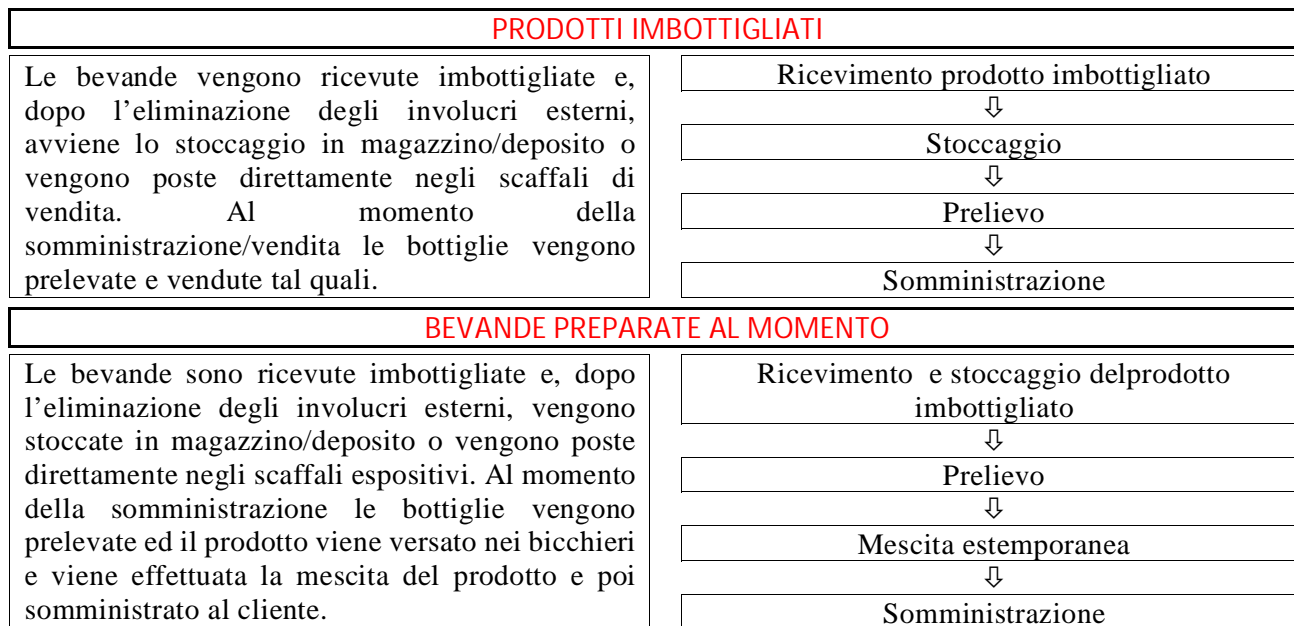 PRODOTTI IMBOTTIGLIATI
Le bevande vengono ricevute imbottigliate e,
dopo l’eliminazione degli involucri esterni,
avviene lo stoccaggio in magazzino/deposito o
vengono poste direttamente negli scaffali di
vendita. Al momento della
somministrazione/vendita le bottiglie vengono
prelevate e vendute tal quali.
Ricevimento prodotto imbottigliato
⇩
Stoccaggio
⇩
Prelievo
⇩
Somministrazione
BEVANDE PREPARATE AL MOMENTO
Le bevande sono ricevute imbottigliate e, dopo
l’eliminazione degli involucri esterni, vengono
stoccate in magazzino/deposito o vengono poste
direttamente negli scaffali espositivi. Al momento
della somministrazione le bottiglie vengono
prelevate ed il prodotto viene versato nei bicchieri
e viene effettuata la mescita del prodotto e poi
somministrato al cliente.
Ricevimento e stoccaggio delprodotto
imbottigliato
⇩
Prelievo
⇩
Mescita estemporanea
⇩
Somministrazione